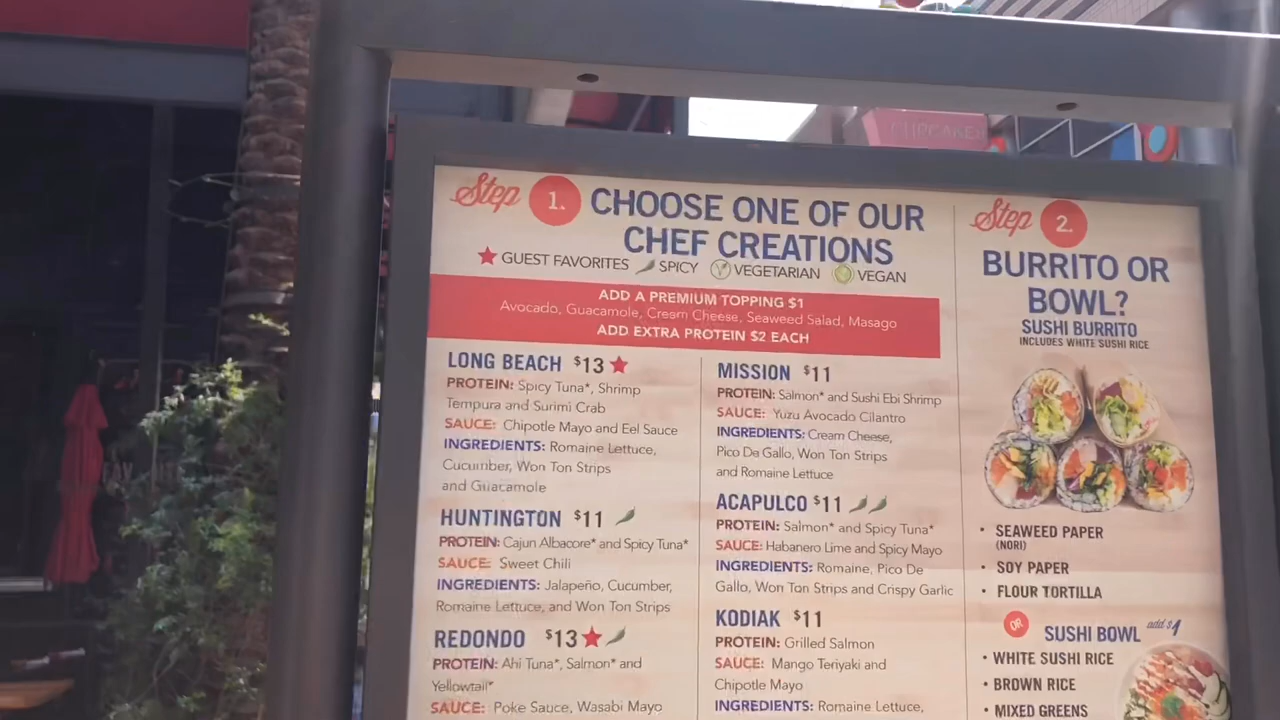 CUPCAKES
Step 1. CHOOSE ONE OF OUR
CHEF CREATIONS
GUEST FAVORITES SPICY VEGETARIAN VEGAN
ADD A PREMIUM TOPPING $1
Avocado, Guacamole, Cream Cheese, Seaweed Salad, Masago
ADD EXTRA PROTEIN $2 EACH
LONG BEACH $13
PROTEIN: Spicy Tuna*, Shrimp
Tempura and Surimi Crab
SAUCE: Chipotle Mayo and Eel Sauce
INGREDIENTS: Romaine Lettuce,
Cucumber, Won Ton Strips
and Guacamole
HUNTINGTON $11
PROTEIN: Cajun Albacore* and Spicy Tuna*
SAUCE: Sweet Chili
INGREDIENTS: Jalapeño, Cucumber,
Romaine Lettuce, and Won Ton Strips
REDONDO $13
PROTEIN: Ahi Tuna*, Salmon* and
Yellowtail*
SAUCE: Poke Sauce, Wasabi Mayo
MISSION $11
PROTEIN: Salmon* and Sushi Ebi Shrimp
SAUCE: Yuzu Avocado Cilantro
INGREDIENTS: Cream Cheese,
Pico De Gallo, Won Ton Strips
and Romaine Lettuce
ACAPULCO $11
PROTEIN: Salmon* and Spicy Tuna*
SAUCE: Habanero Lime and Spicy Mayo
INGREDIENTS: Romaine, Pico De
Gallo, Won Ton Strips and Crispy Garlic
KODIAK $11
PROTEIN: Grilled Salmon
SAUCE: Mango Teriyaki and
Chipotle Mayo
INGREDIENTS: Romaine Lettuce,
Step 2.
BURRITO OR
BOWL?
SUSHI BURRITO
INCLUDES WHITE SUSHI RICE
• SEAWEED PAPER
(NORI)
• SOY PAPER
• FLOUR TORTILLA
OR SUSHI BOWL add $1
• WHITE SUSHI RICE
• BROWN RICE
• MIXED GREENS